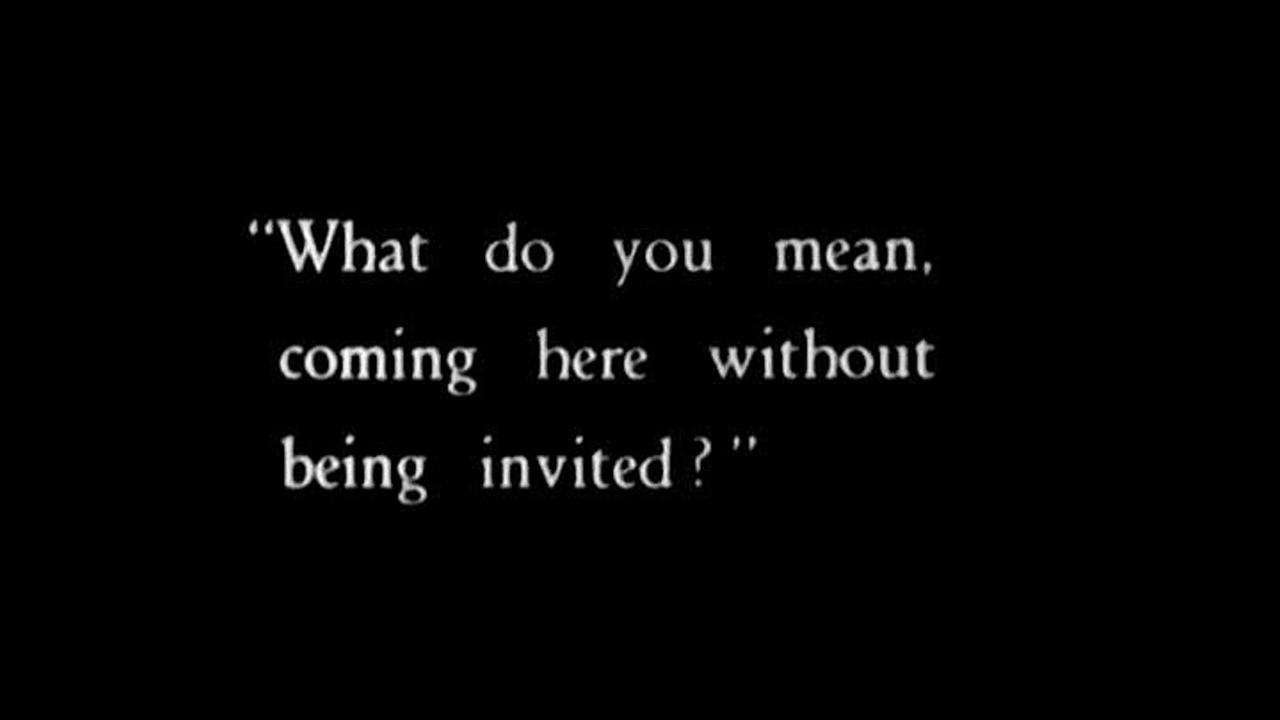 “What do you mean,
coming here without
being invited?”